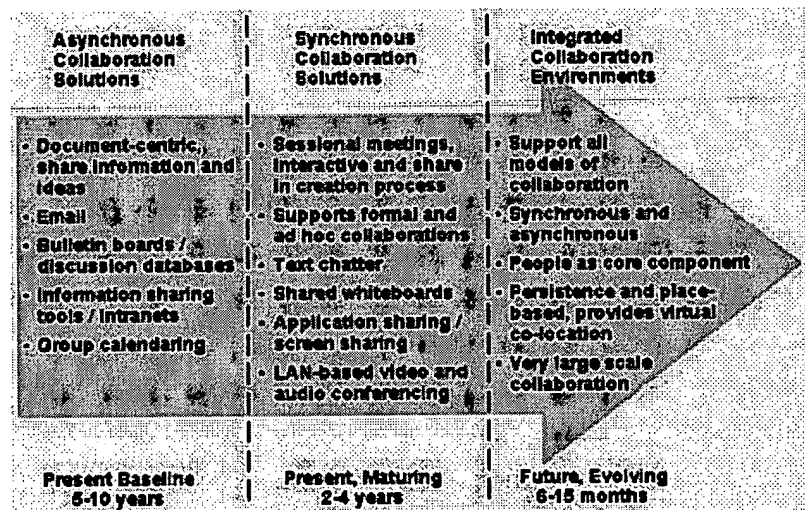 Asynchronous
Collaboration
Solutions
• Document-centric,
share information and
ideas
• Email
• Bulletin boards /
discussion databases
• Information sharing
tools / intranets
• Group calendaring
Present Baseline
5-10 years
Synchronous
Collaboration
Solutions
• Sessional meetings,
interactive and share
in creation process
• Supports formal and
ad hoc collaborations
• Text chatter
• Shared whiteboards
• Application sharing /
screen sharing
• LAN-based video and
audio conferencing
Present, Maturing
2-4 years
Integrated
Collaboration
Environments
• Support all
models of
collaboration
• Synchronous and
asynchronous
• People as core component
• Persistence and place-
based, provides virtual
co-location
• Very large scale
collaboration
Future, Evolving
6-15 months